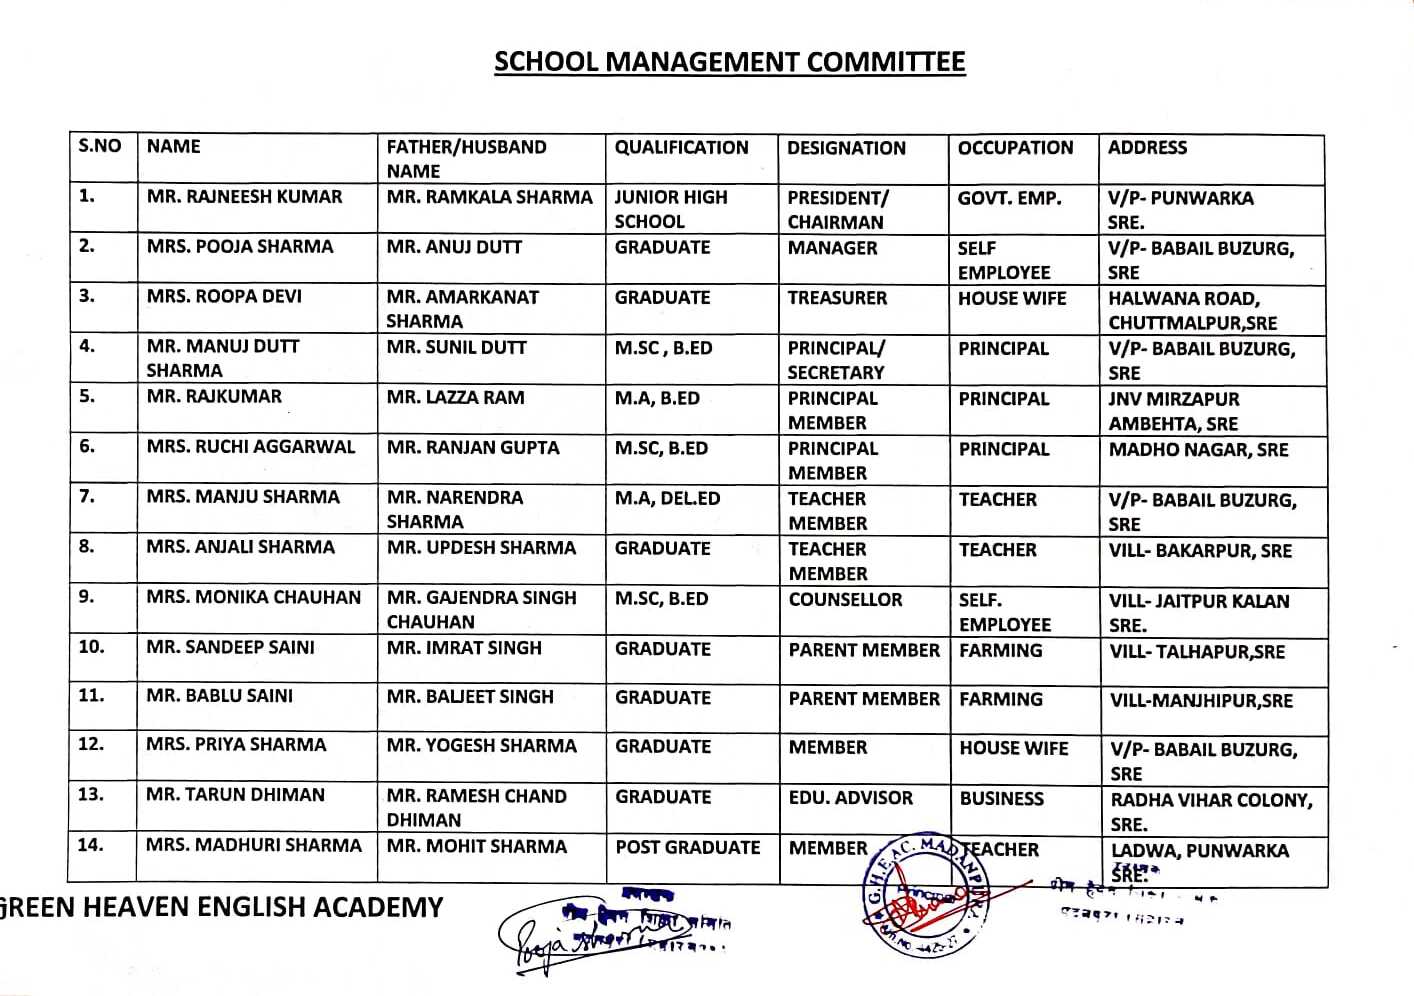 SCHOOL MANAGEMENT COMMITTEE
S.NO NAME FATHER/HUSBAND NAME QUALIFICATION DESIGNATION OCCUPATION ADDRESS
1. MR. RAJNEESH KUMAR MR. RAMKALA SHARMA JUNIOR HIGH SCHOOL PRESIDENT/ CHAIRMAN GOVT. EMP. V/P- PUNWARKA SRE.
2. MRS. POOJA SHARMA MR. ANUJ DUTT GRADUATE MANAGER SELF EMPLOYEE V/P- BABAIL BUZURG, SRE
3. MRS. ROOPA DEVI MR. AMARKANAT SHARMA GRADUATE TREASURER HOUSE WIFE HALWANA ROAD, CHUTTMALPUR,SRE
4. MR. MANUJ DUTT SHARMA MR. SUNIL DUTT M.SC , B.ED PRINCIPAL/ SECRETARY PRINCIPAL V/P- BABAIL BUZURG, SRE
5. MR. RAJKUMAR MR. LAZZA RAM M.A, B.ED PRINCIPAL MEMBER PRINCIPAL JNV MIRZAPUR AMBEHTA, SRE
6. MRS. RUCHI AGGARWAL MR. RANJAN GUPTA M.SC, B.ED PRINCIPAL MEMBER PRINCIPAL MADHO NAGAR, SRE
7. MRS. MANJU SHARMA MR. NARENDRA SHARMA M.A, DEL.ED TEACHER MEMBER TEACHER V/P- BABAIL BUZURG, SRE
8. MRS. ANJALI SHARMA MR. UPDESH SHARMA GRADUATE TEACHER MEMBER TEACHER VILL- BAKARPUR, SRE
9. MRS. MONIKA CHAUHAN MR. GAJENDRA SINGH CHAUHAN M.SC, B.ED COUNSELLOR SELF. EMPLOYEE VILL- JAITPUR KALAN SRE.
10. MR. SANDEEP SAINI MR. IMRAT SINGH GRADUATE PARENT MEMBER FARMING VILL- TALHAPUR,SRE
11. MR. BABLU SAINI MR. BALJEET SINGH GRADUATE PARENT MEMBER FARMING VILL-MANJHIPUR,SRE
12. MRS. PRIYA SHARMA MR. YOGESH SHARMA GRADUATE MEMBER HOUSE WIFE V/P- BABAIL BUZURG, SRE
13. MR. TARUN DHIMAN MR. RAMESH CHAND DHIMAN GRADUATE EDU. ADVISOR BUSINESS RADHA VIHAR COLONY, SRE.
14. MRS. MADHURI SHARMA MR. MOHIT SHARMA POST GRADUATE MEMBER TEACHER LADWA, PUNWARKA SRE.
GREEN HEAVEN ENGLISH ACADEMY
Pooja Sharma
G.H.E.AC. MADANPUR
Principal